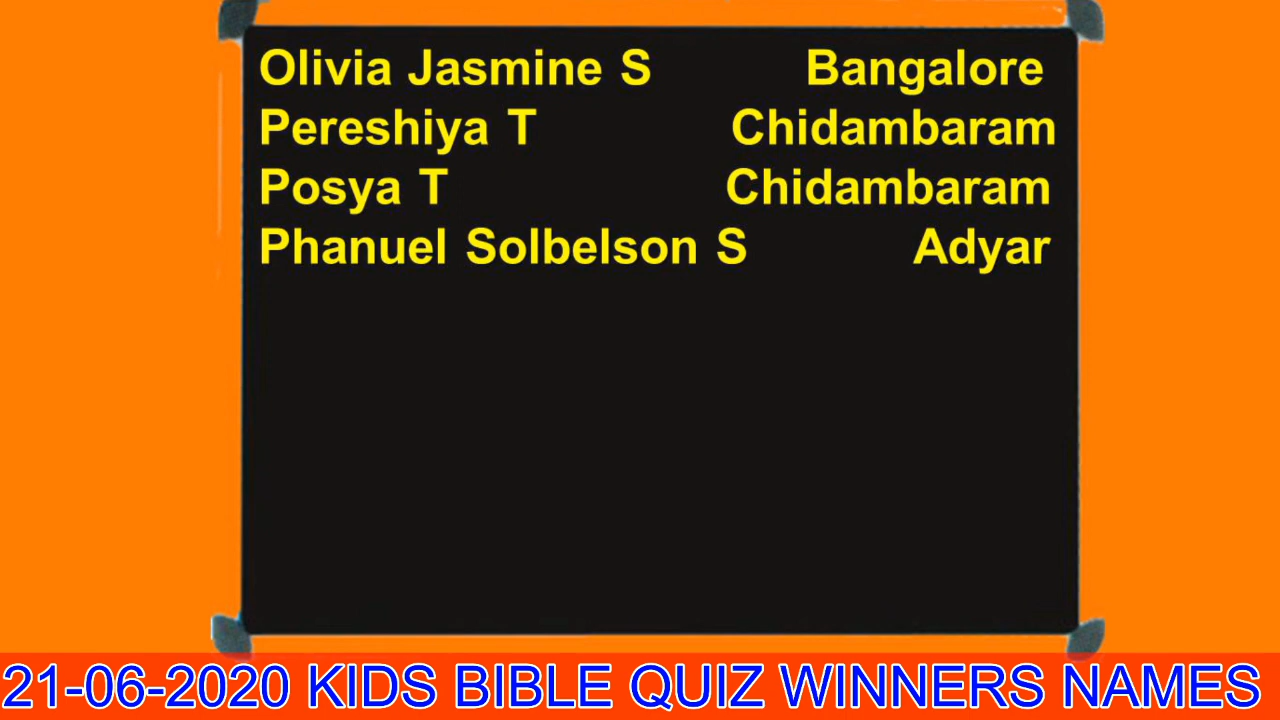 Olivia Jasmine S Bangalore
Pereshiya T Chidambaram
Posya T Chidambaram
Phanuel Solbelson S Adyar
21-06-2020 KIDS BIBLE QUIZ WINNERS NAMES